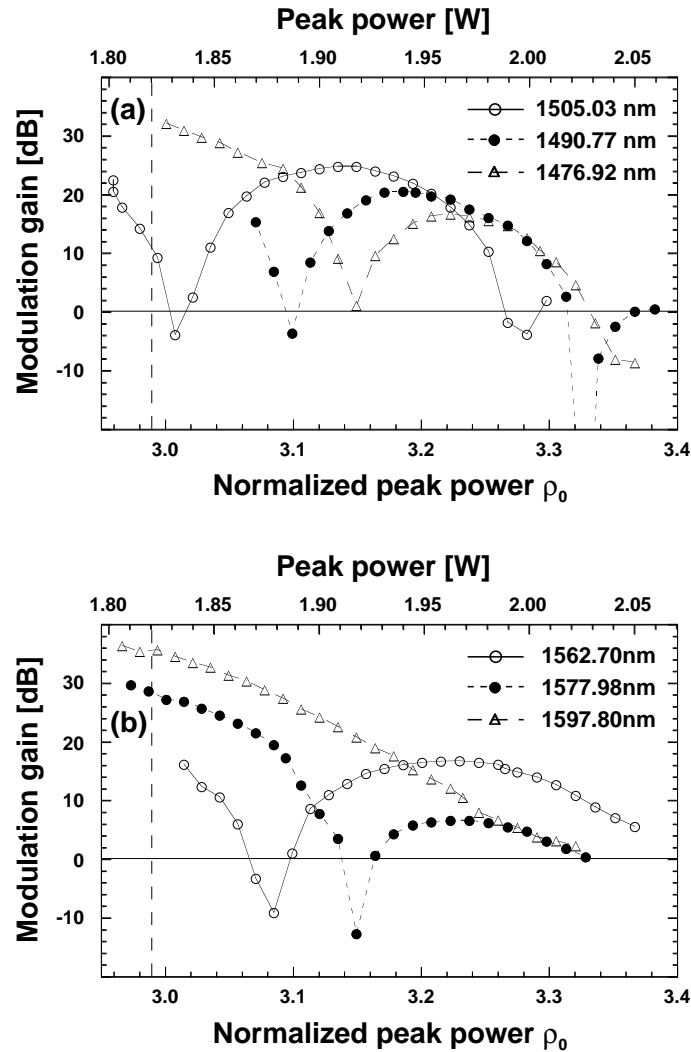 Peak power [W]
1.80 1.85 1.90 1.95 2.00 2.05
(a)
1505.03 nm
1490.77 nm
1476.92 nm
Modulation gain [dB]
30
20
10
0
-10
3.0 3.1 3.2 3.3 3.4
Normalized peak power ρ0
Peak power [W]
1.80 1.85 1.90 1.95 2.00 2.05
1562.70nm
1577.98nm
1597.80nm
(b)
Modulation gain [dB]
30
20
10
0
-10
3.0 3.1 3.2 3.3 3.4
Normalized peak power ρ0